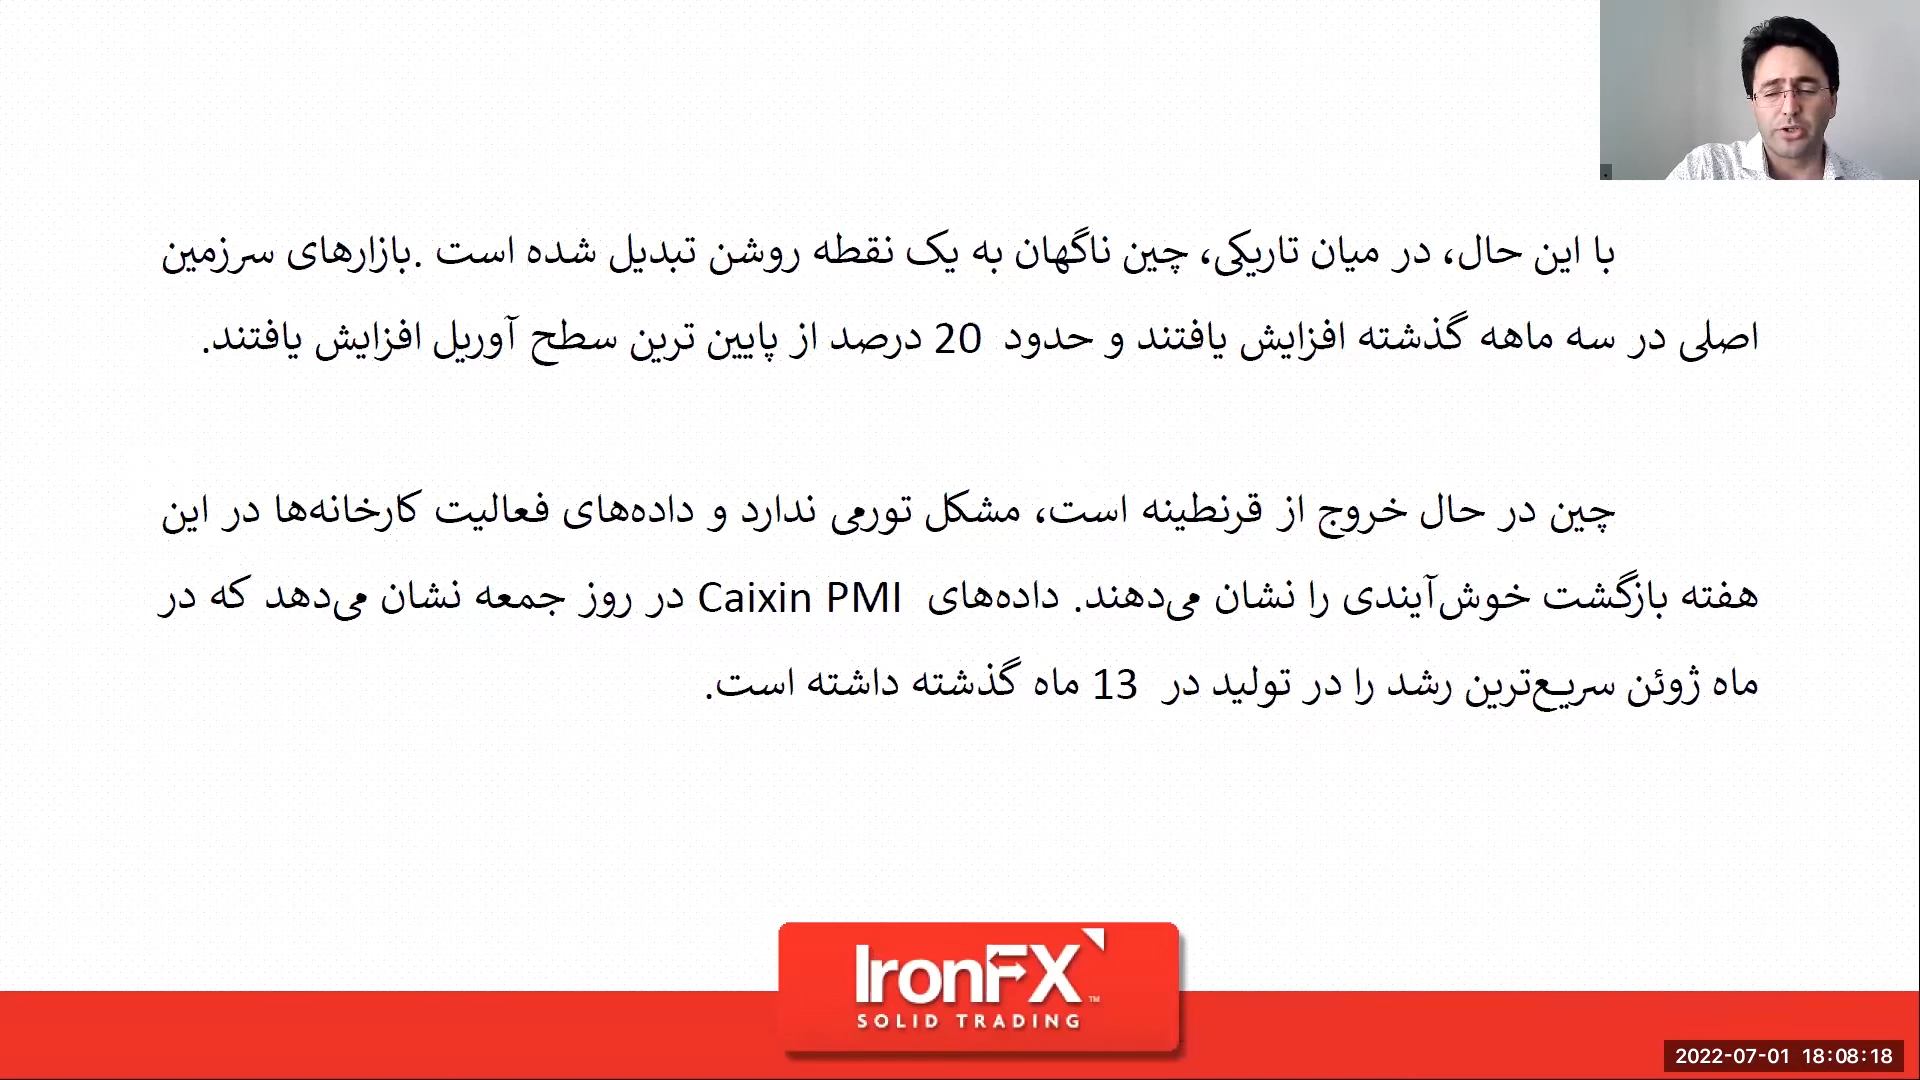 با این حال، در میان تاریکی، چین ناگهان به یک نقطه روشن تبدیل شده است .بازارهای سرزمین
اصلی در سه ماهه گذشته افزایش یافتند و حدود 20 درصد از پایین ترین سطح آوریل افزایش یافتند.
چین در حال خروج از قرنطینه است، مشکل تورمی ندارد و داده‌های فعالیت کارخانه‌ها در این
هفته بازگشت خوش‌آیندی را نشان می‌دهند. داده‌های Caixin PMI در روز جمعه نشان می‌دهد که در
ماه ژوئن سریع‌ترین رشد را در تولید در 13 ماه گذشته داشته است.
IronFX™
SOLID TRADING
2022-07-01 18:08:18